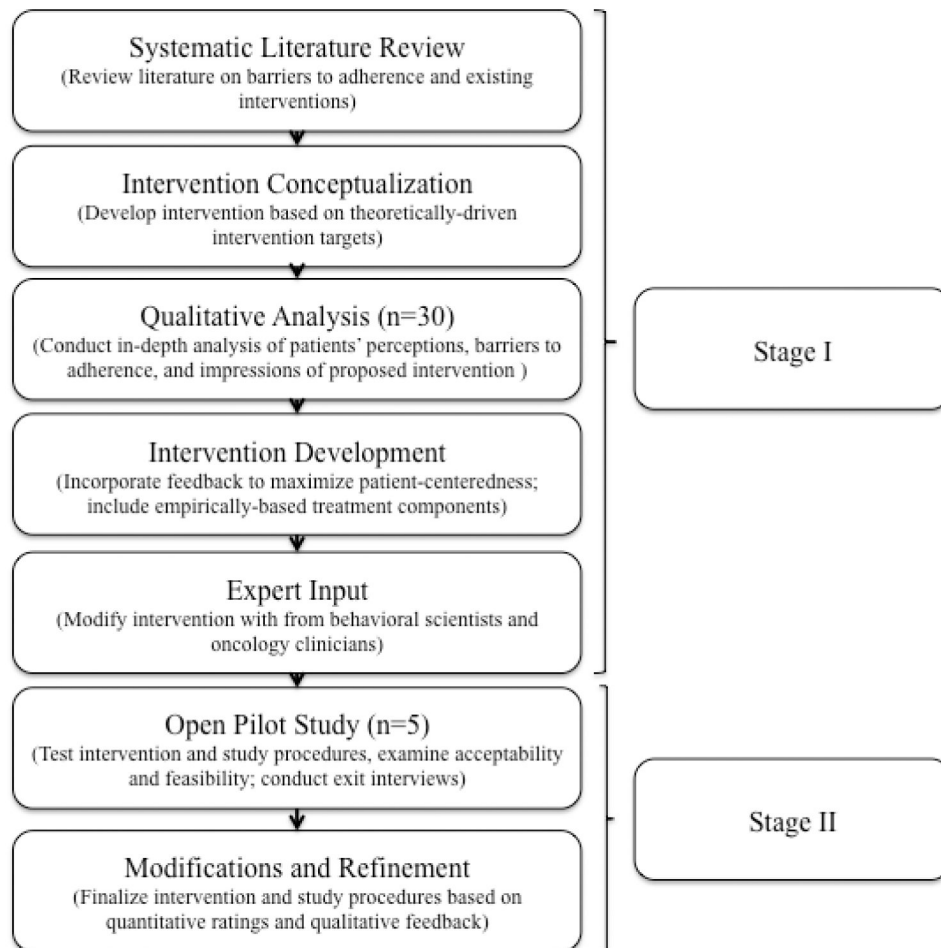 Systematic Literature Review
(Review literature on barriers to adherence and existing
interventions)
Intervention Conceptualization
(Develop intervention based on theoretically-driven
intervention targets)
Qualitative Analysis (n=30)
(Conduct in-depth analysis of patients’ perceptions, barriers to
adherence, and impressions of proposed intervention )
Intervention Development
(Incorporate feedback to maximize patient-centeredness;
include empirically-based treatment components)
Expert Input
(Modify intervention with from behavioral scientists and
oncology clinicians)
Stage I
Open Pilot Study (n=5)
(Test intervention and study procedures, examine acceptability
and feasibility; conduct exit interviews)
Modifications and Refinement
(Finalize intervention and study procedures based on
quantitative ratings and qualitative feedback)
Stage II